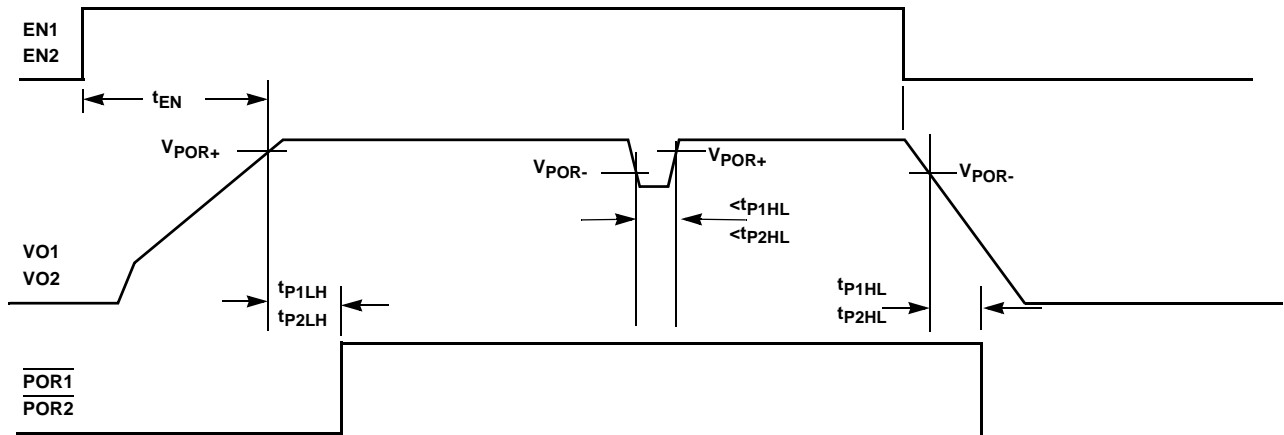 EN1
EN2
tEN
VPOR+
VPOR-
VPOR+
VPOR-
<tP1HL
<tP2HL
VO1
VO2
tP1LH
tP2LH
tP1HL
tP2HL
POR1
POR2